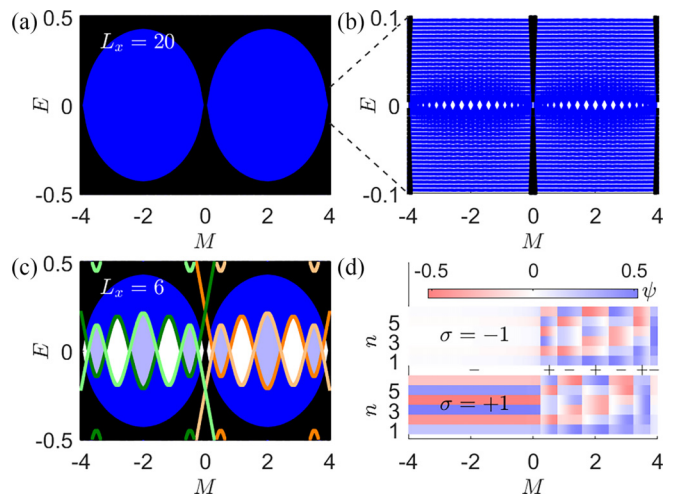 (a) 0.5 (b) 0.1
L_x = 20
E 0 E 0
-0.5 -0.1
-4 -2 0 2 4 -4 -2 0 2 4
M M
(c) 0.5 (d)
L_x = 6 -0.5 0 0.5 ψ
E 0 n 5 3 1 σ = −1
− + − + − + −
n 5 3 1 σ = +1
-0.5
-4 -2 0 2 4 -4 -2 0 2 4
M M